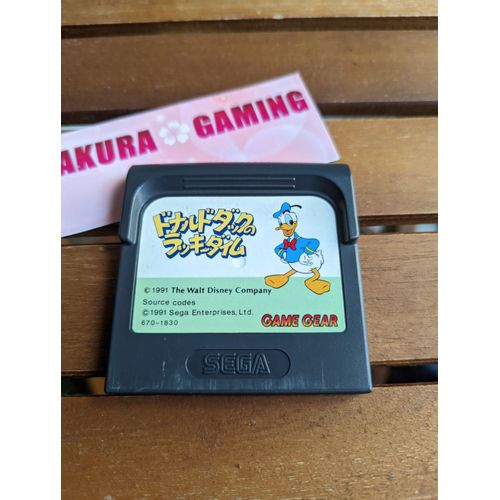 AKURA GAMING
ドナルドダックの
ラッキーダイム
©1991 The Walt Disney Company
Source codes
©1991 Sega Enterprises, Ltd.
670-1830
GAME GEAR
SEGA